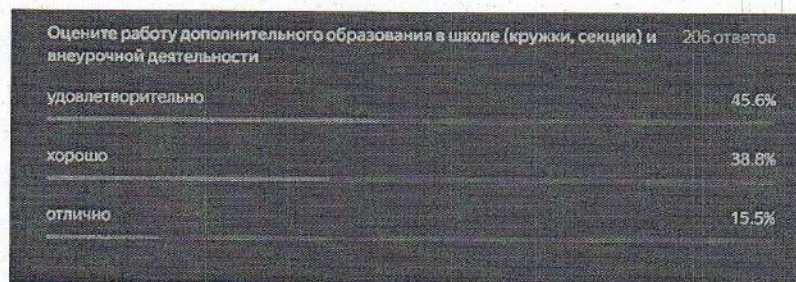 Оцените работу дополнительного образования в школе (кружки, секции) и 206 ответов
внеурочной деятельности
удовлетворительно 45.6%
хорошо 38.8%
отлично 15.5%